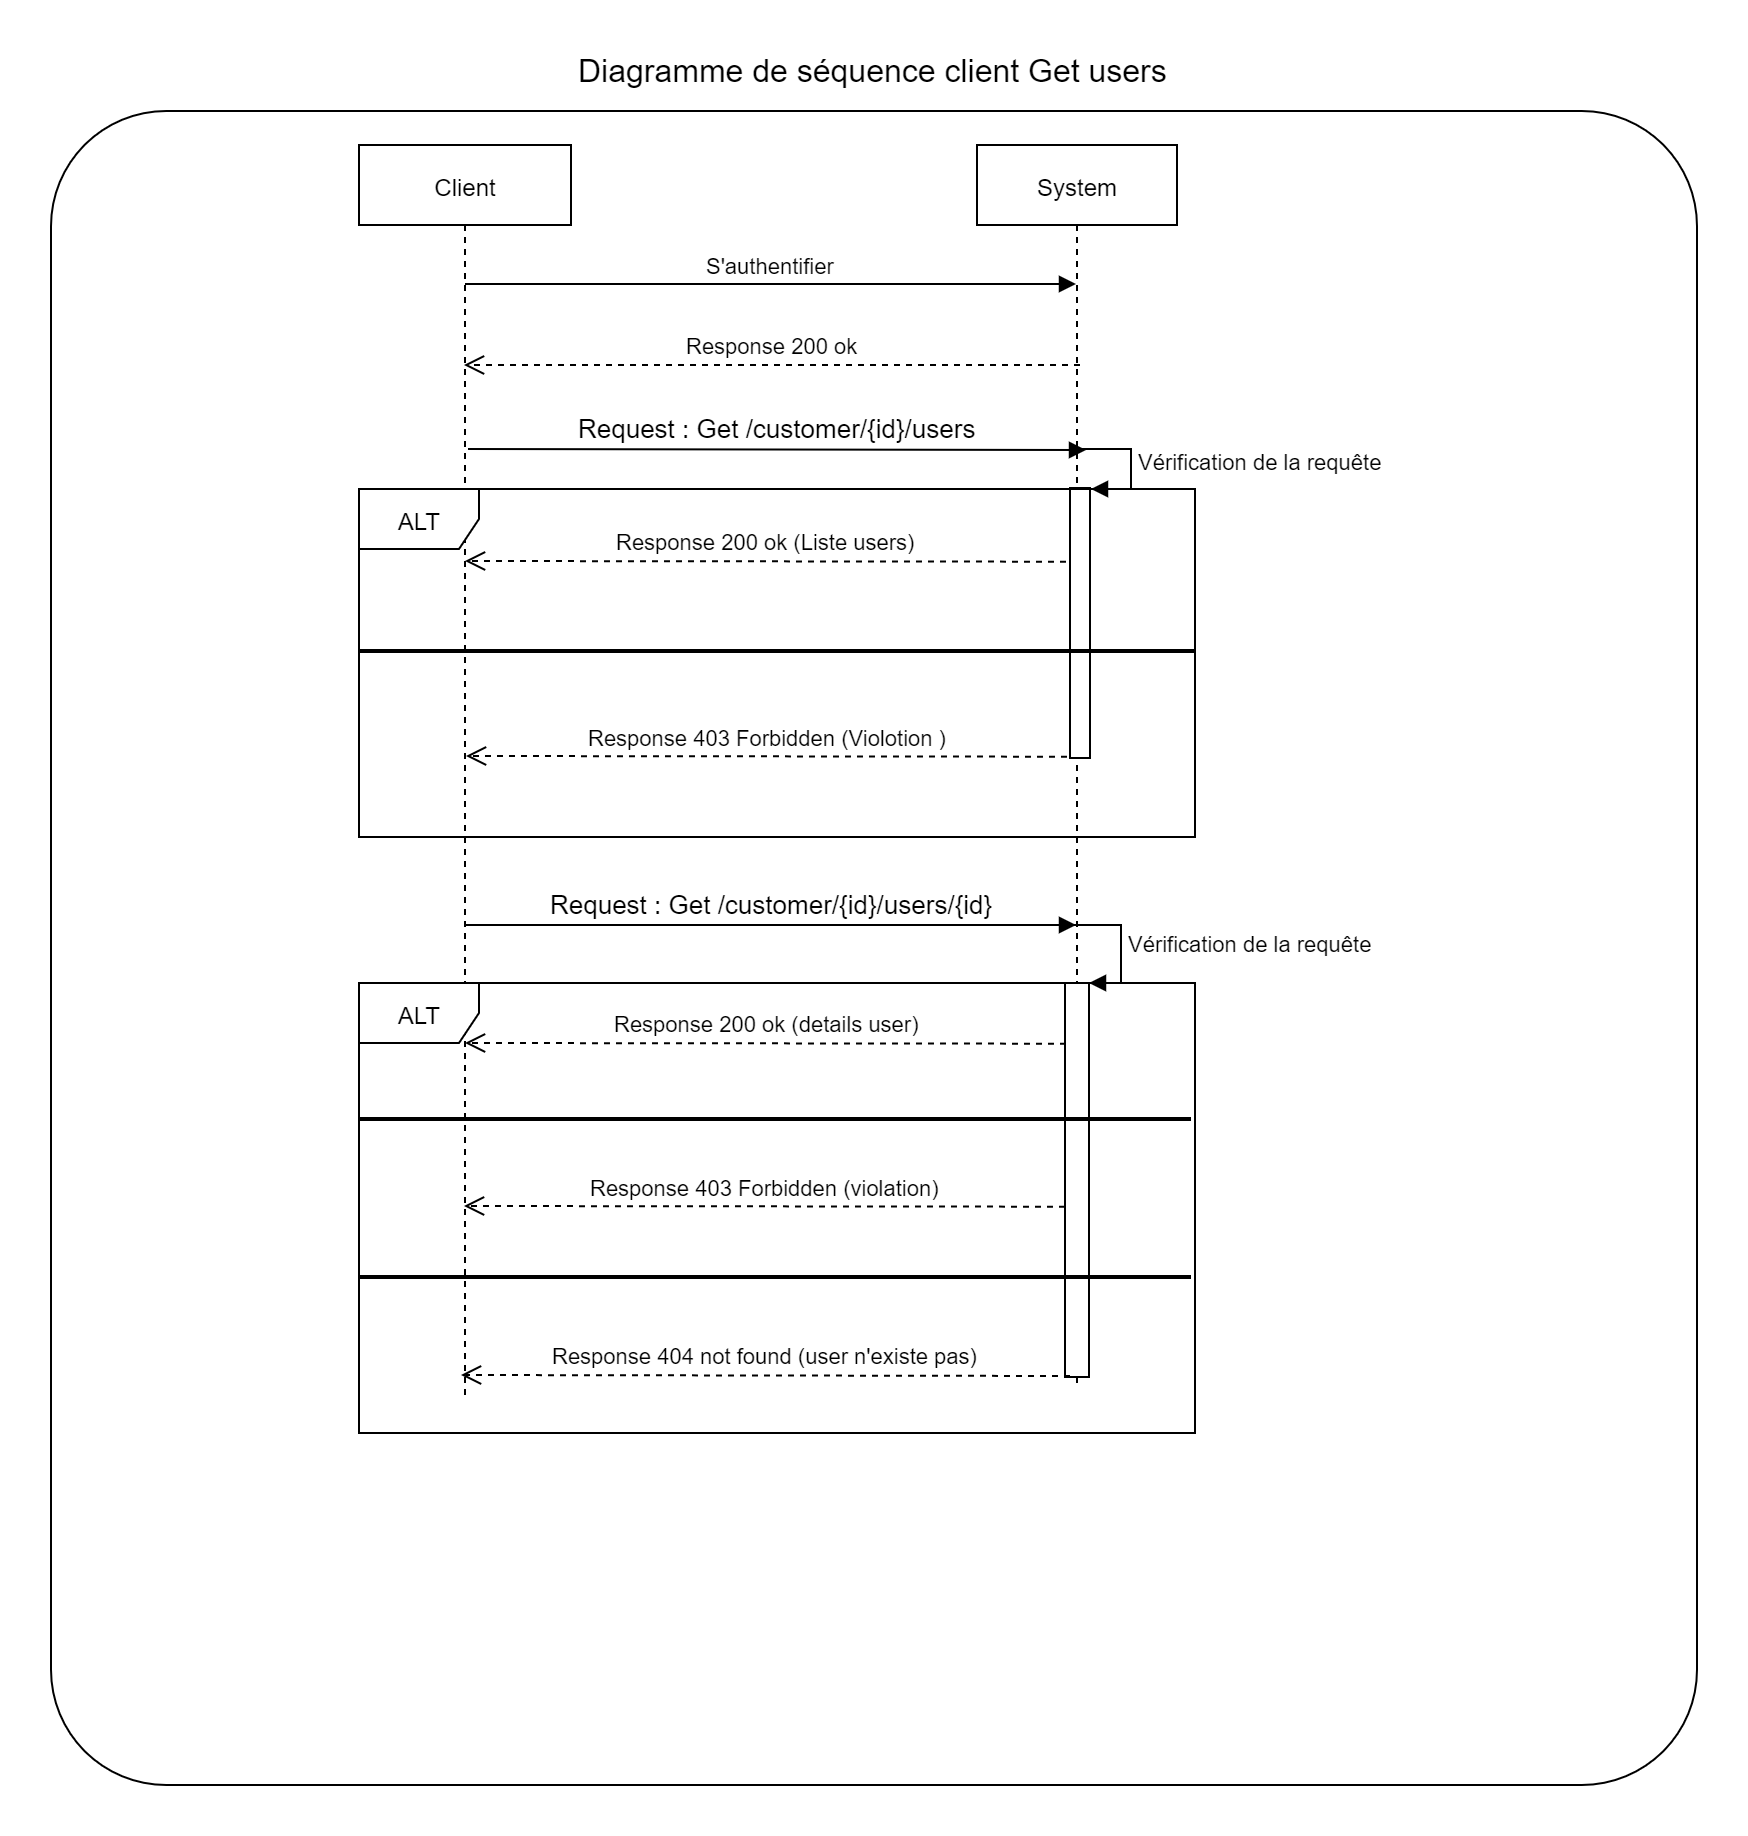 Diagramme de séquence client Get users
Client
System
S'authentifier
Response 200 ok
Request : Get /customer/{id}/users
Vérification de la requête
ALT
Response 200 ok (Liste users)
Response 403 Forbidden (Violotion )
Request : Get /customer/{id}/users/{id}
Vérification de la requête
ALT
Response 200 ok (details user)
Response 403 Forbidden (violation)
Response 404 not found (user n'existe pas)